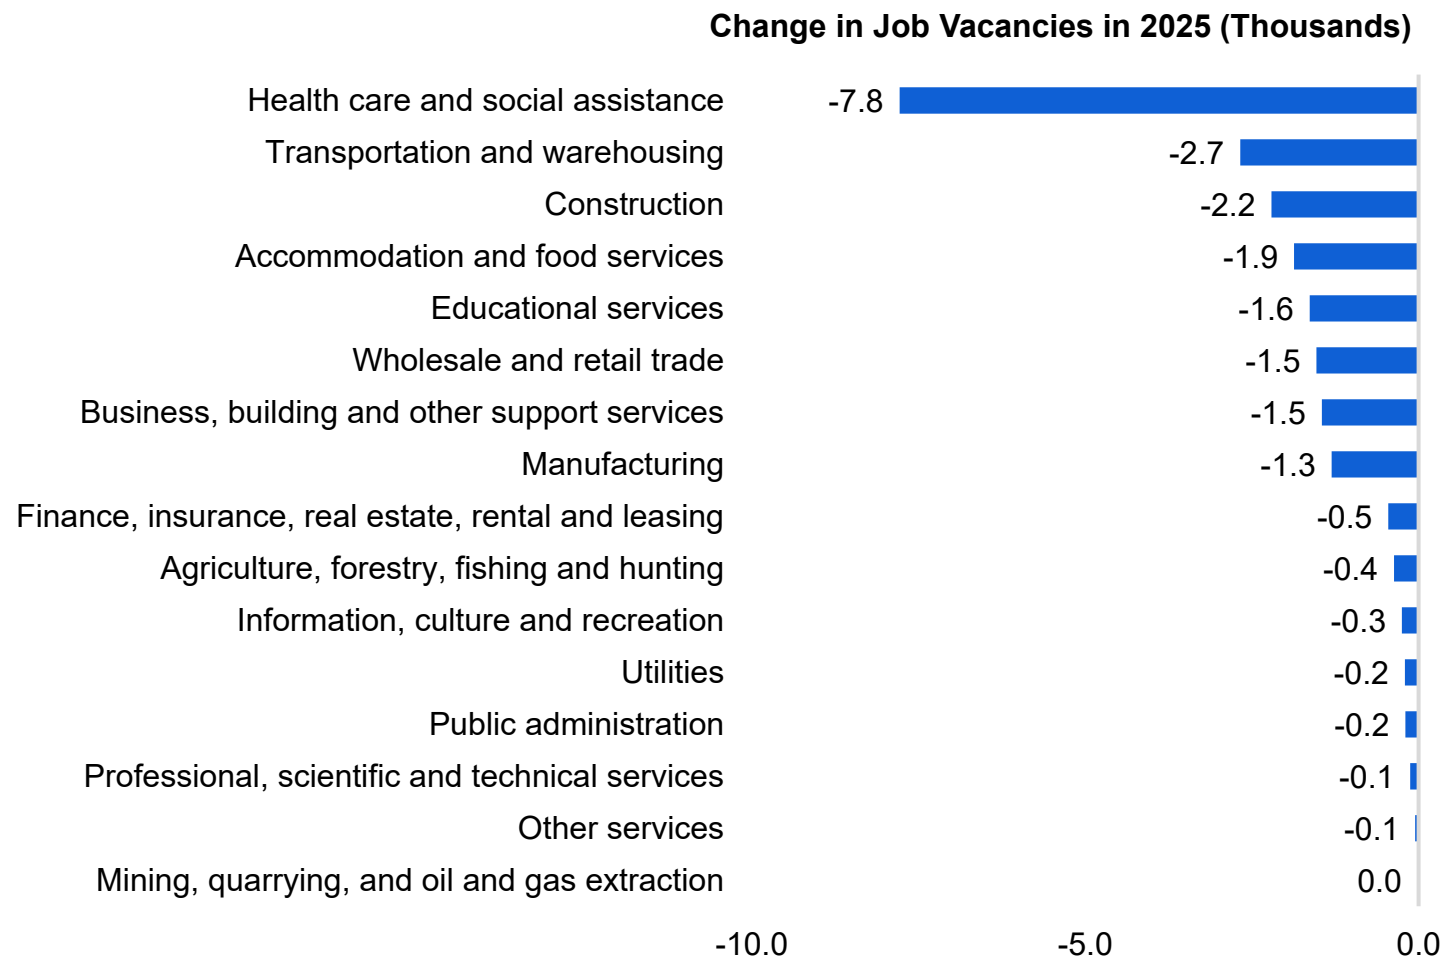 Change in Job Vacancies in 2025 (Thousands)
Health care and social assistance -7.8
Transportation and warehousing -2.7
Construction -2.2
Accommodation and food services -1.9
Educational services -1.6
Wholesale and retail trade -1.5
Business, building and other support services -1.5
Manufacturing -1.3
Finance, insurance, real estate, rental and leasing -0.5
Agriculture, forestry, fishing and hunting -0.4
Information, culture and recreation -0.3
Utilities -0.2
Public administration -0.2
Professional, scientific and technical services -0.1
Other services -0.1
Mining, quarrying, and oil and gas extraction 0.0
-10.0 -5.0 0.0